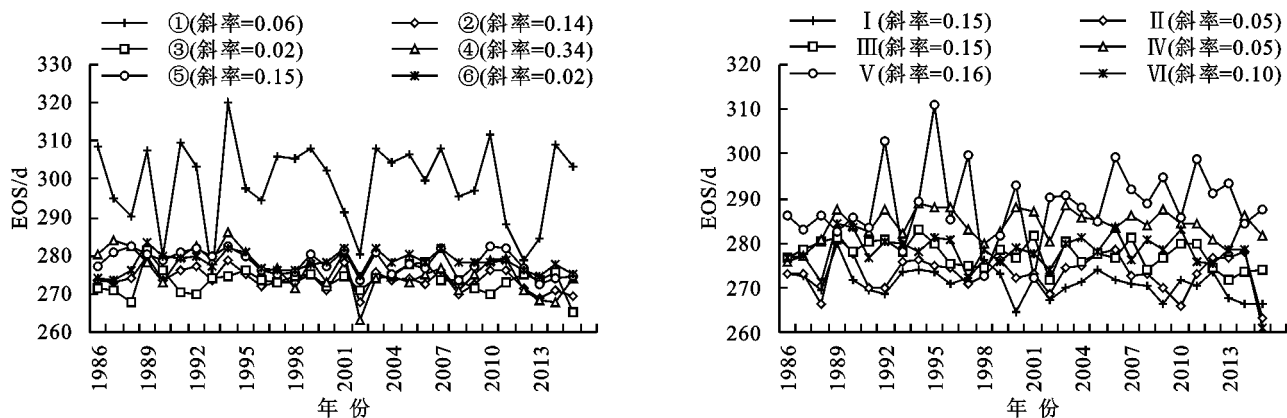 ①(斜率=0.06) ②(斜率=0.14)
③(斜率=0.02) ④(斜率=0.34)
⑤(斜率=0.15) ⑥(斜率=0.02)
330
320
310
300
290
280
270
260
EOS/d
1986 1989 1992 1995 1998 2001 2004 2007 2010 2013
年 份
Ⅰ(斜率=0.15) Ⅱ(斜率=0.05)
Ⅲ(斜率=0.15) Ⅳ(斜率=0.05)
Ⅴ(斜率=0.16) Ⅵ(斜率=0.10)
320
310
300
290
280
270
260
EOS/d
1986 1989 1992 1995 1998 2001 2004 2007 2010 2013
年 份